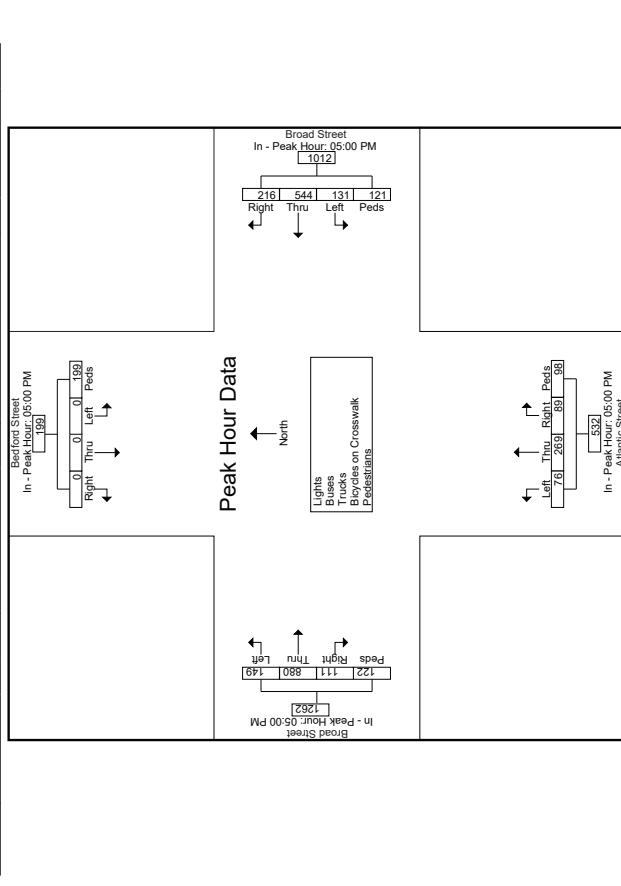 Broad Street
In - Peak Hour: 05:00 PM
1012
216 544 131 121
Right Thru Left Peds
Bedford Street
In - Peak Hour: 05:00 PM
199
0 0 0 199
Right Thru Left Peds
Peak Hour Data
North
Lights
Buses
Trucks
Bicycles on Crosswalk
Pedestrians
Left Thru Right Peds
76 269 89 98
532
In - Peak Hour: 05:00 PM
Atlantic Street
Left Thru Right Peds
149 880 111 122
1262
In - Peak Hour: 05:00 PM
Broad Street